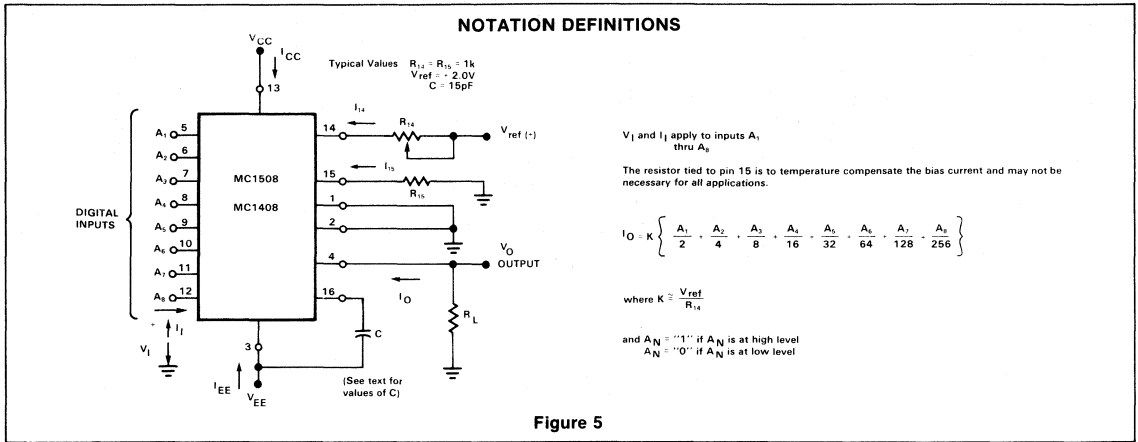 NOTATION DEFINITIONS
VCC
ICC
13
Typical Values R14 = R15 = 1k
Vref = + 2.0V
C = 15pF
DIGITAL
INPUTS
A1 5
A2 6
A3 7
A4 8
A5 9
A6 10
A7 11
A8 12
MC1508
MC1408
14
I14
R14
Vref (+)
15
I15
R15
1
2
4
VO
OUTPUT
IO
16
RL
C
+
II
VI
3
IEE
VEE
(See text for
values of C)
VI and II apply to inputs A1
thru A8
The resistor tied to pin 15 is to temperature compensate the bias current and may not be
necessary for all applications.
IO = K { A1/2 + A2/4 + A3/8 + A4/16 + A5/32 + A6/64 + A7/128 + A8/256 }
where K ≅ Vref/R14
and AN = "1" if AN is at high level
AN = "0" if AN is at low level
Figure 5